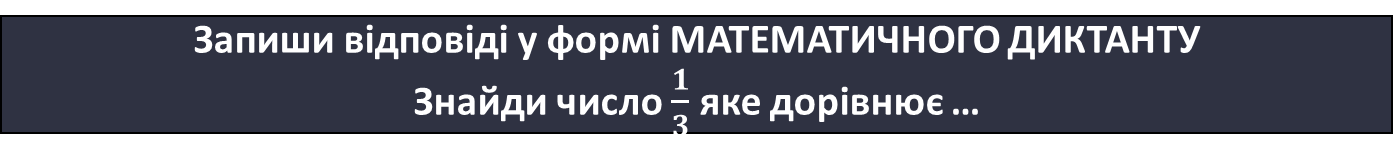 Запиши відповіді у формі МАТЕМАТИЧНОГО ДИКТАНТУ
Знайди число 1/3 яке дорівнює ...